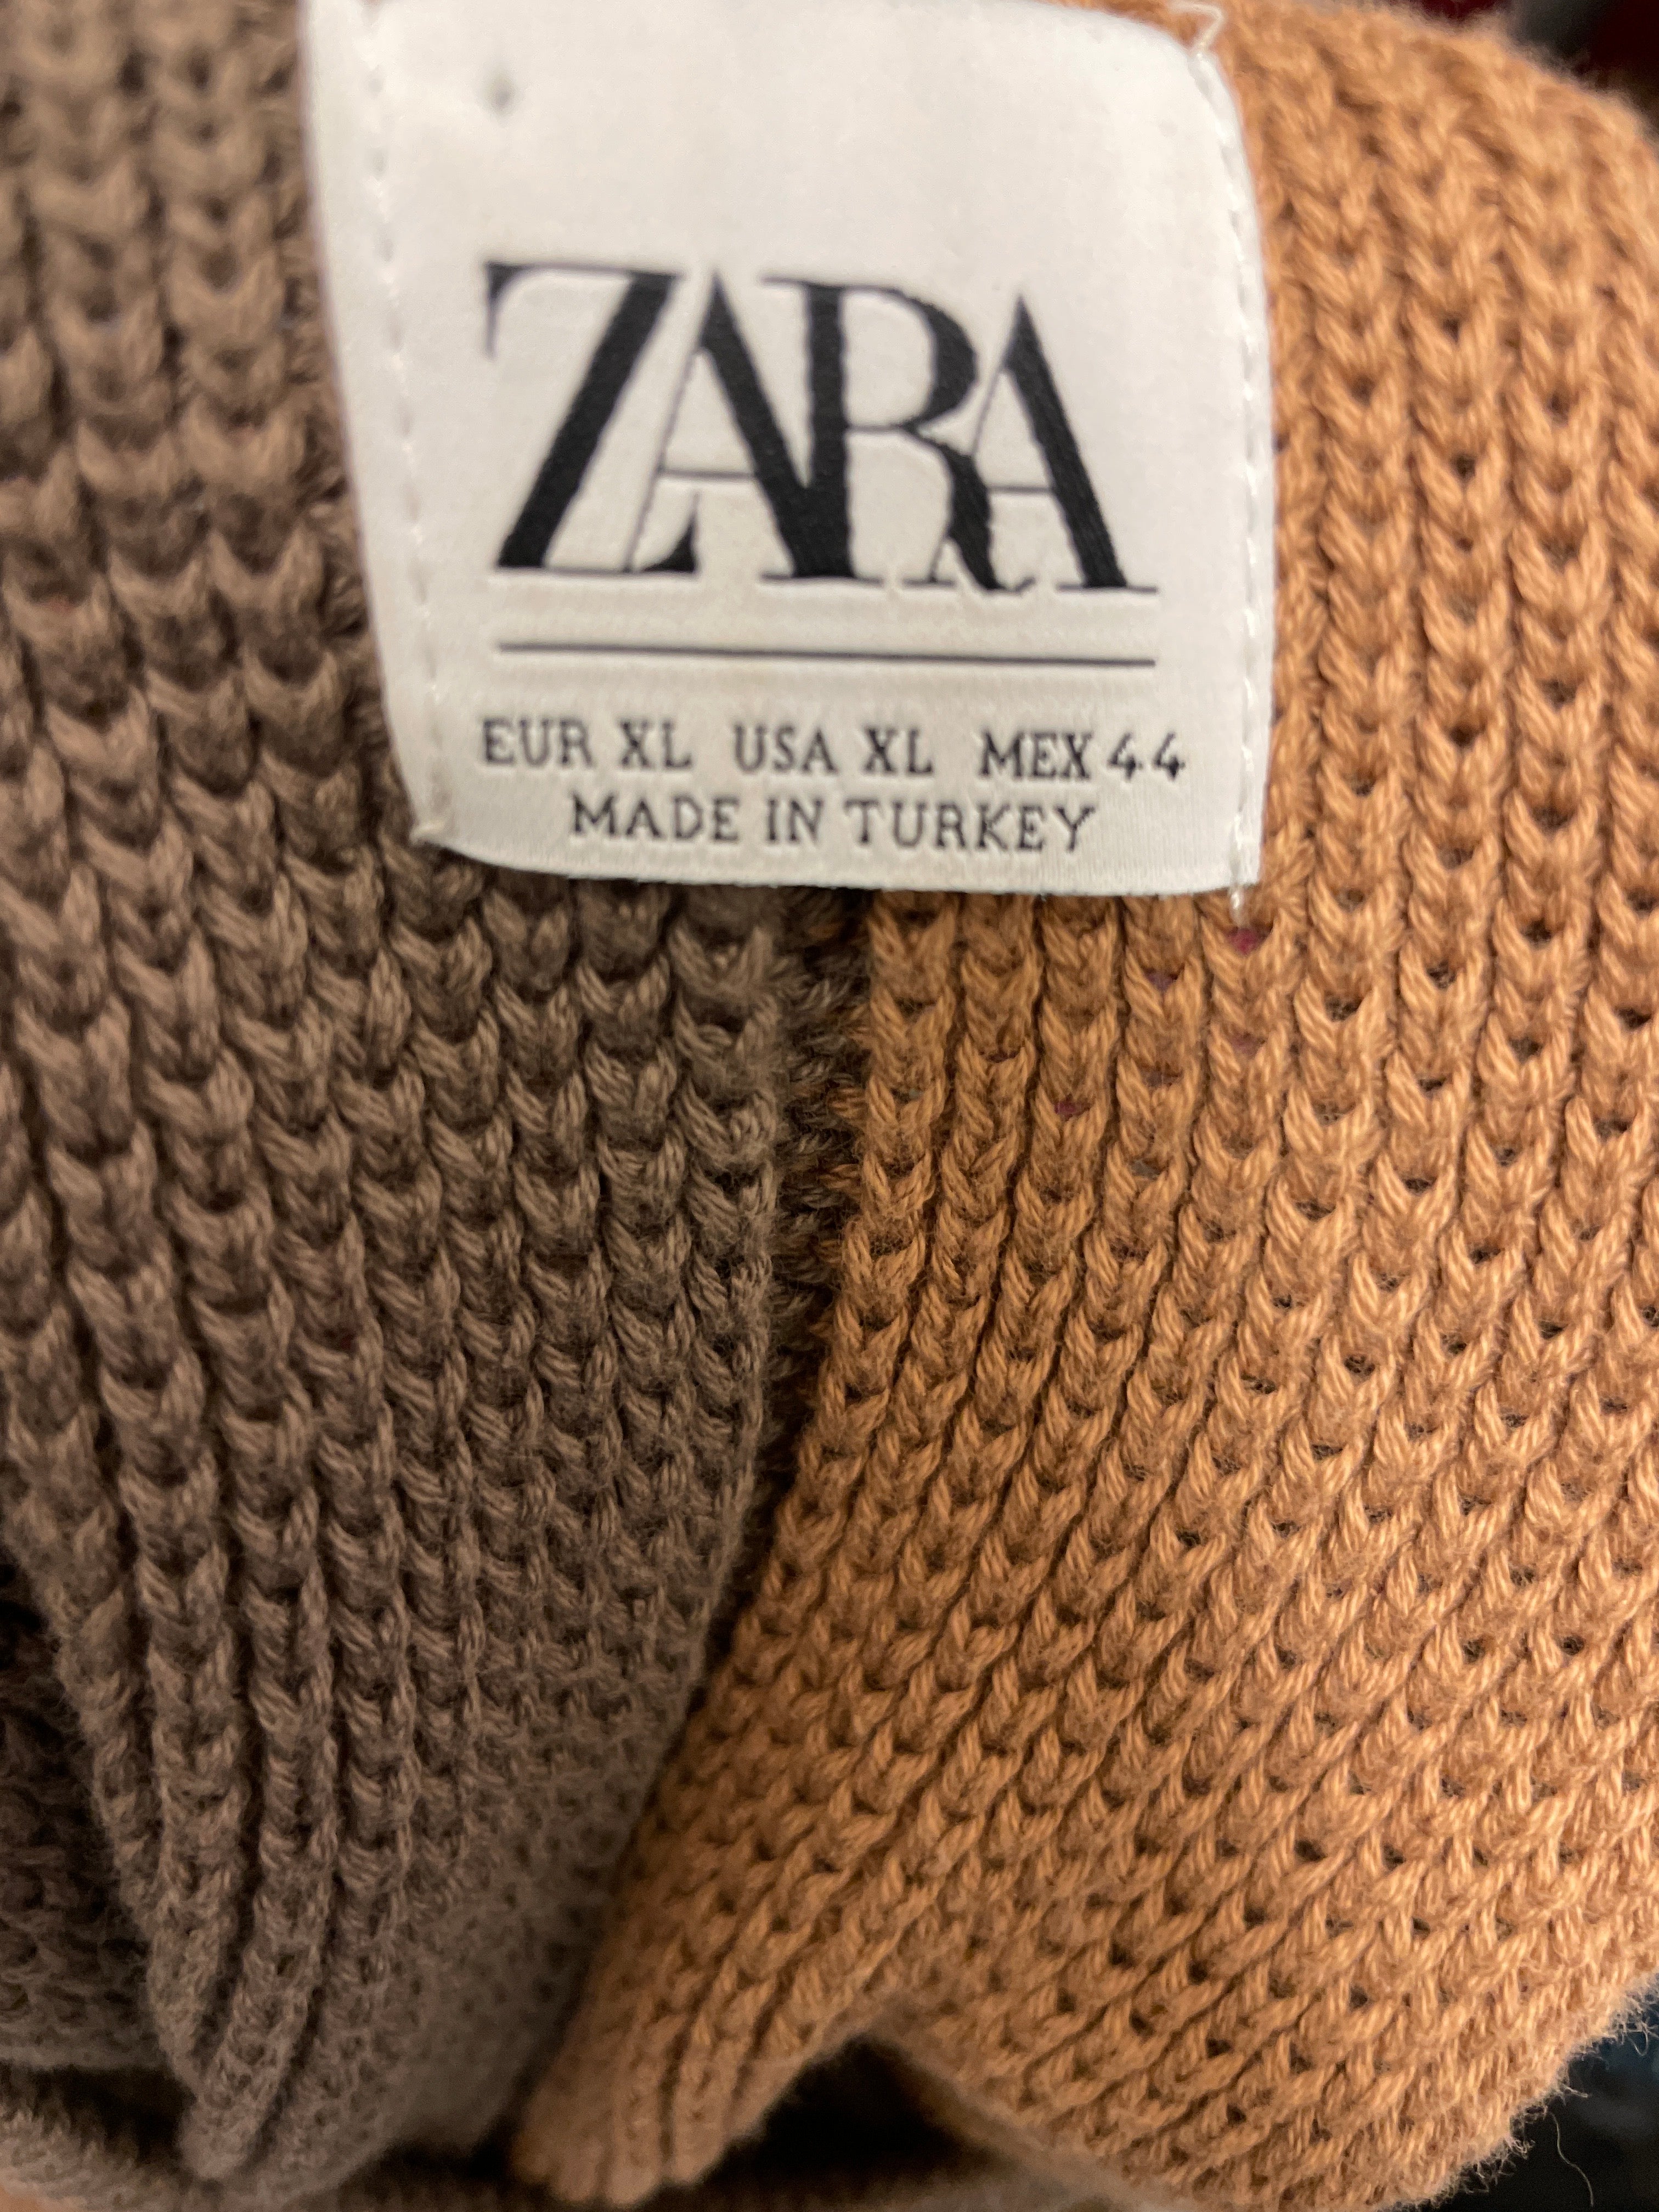 ZARA
EUR XL USA XL MEX 44
MADE IN TURKEY